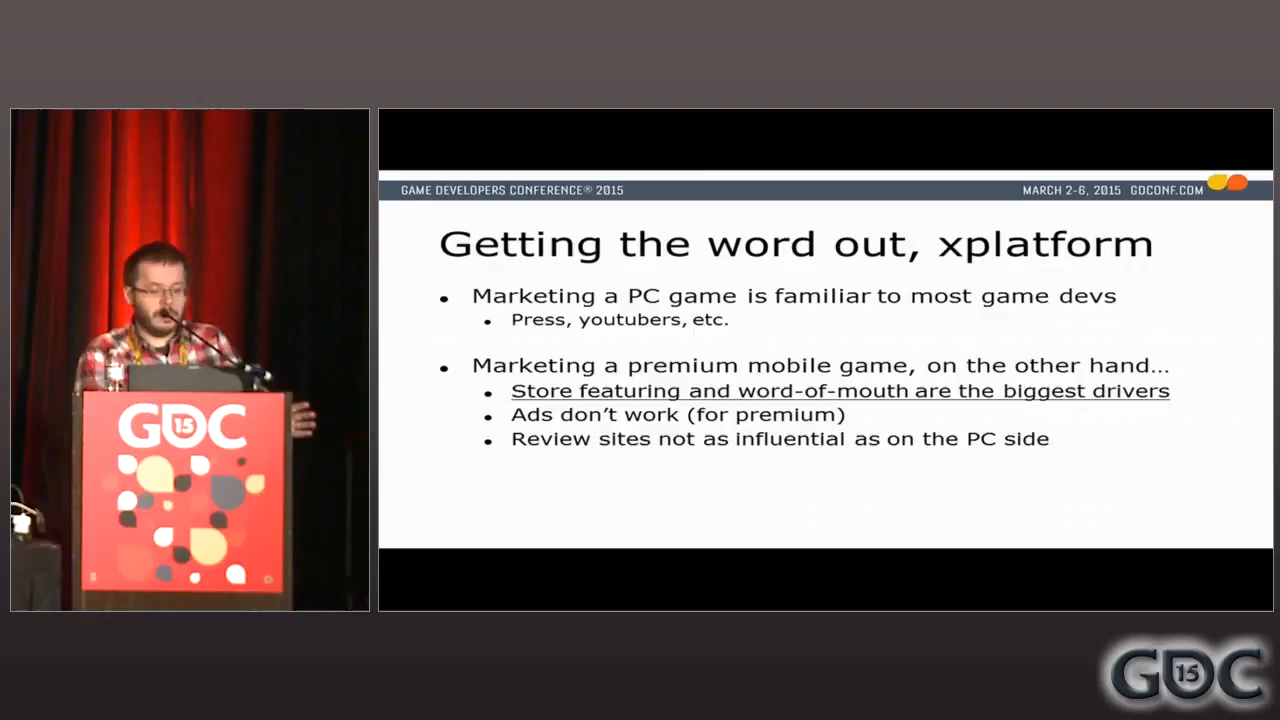 GAME DEVELOPERS CONFERENCE® 2015
MARCH 2-6, 2015 GDCONF.COM
Getting the word out, xplatform
• Marketing a PC game is familiar to most game devs
• Press, youtubers, etc.
• Marketing a premium mobile game, on the other hand…
• Store featuring and word-of-mouth are the biggest drivers
• Ads don’t work (for premium)
• Review sites not as influential as on the PC side
GDC 15
GDC 15